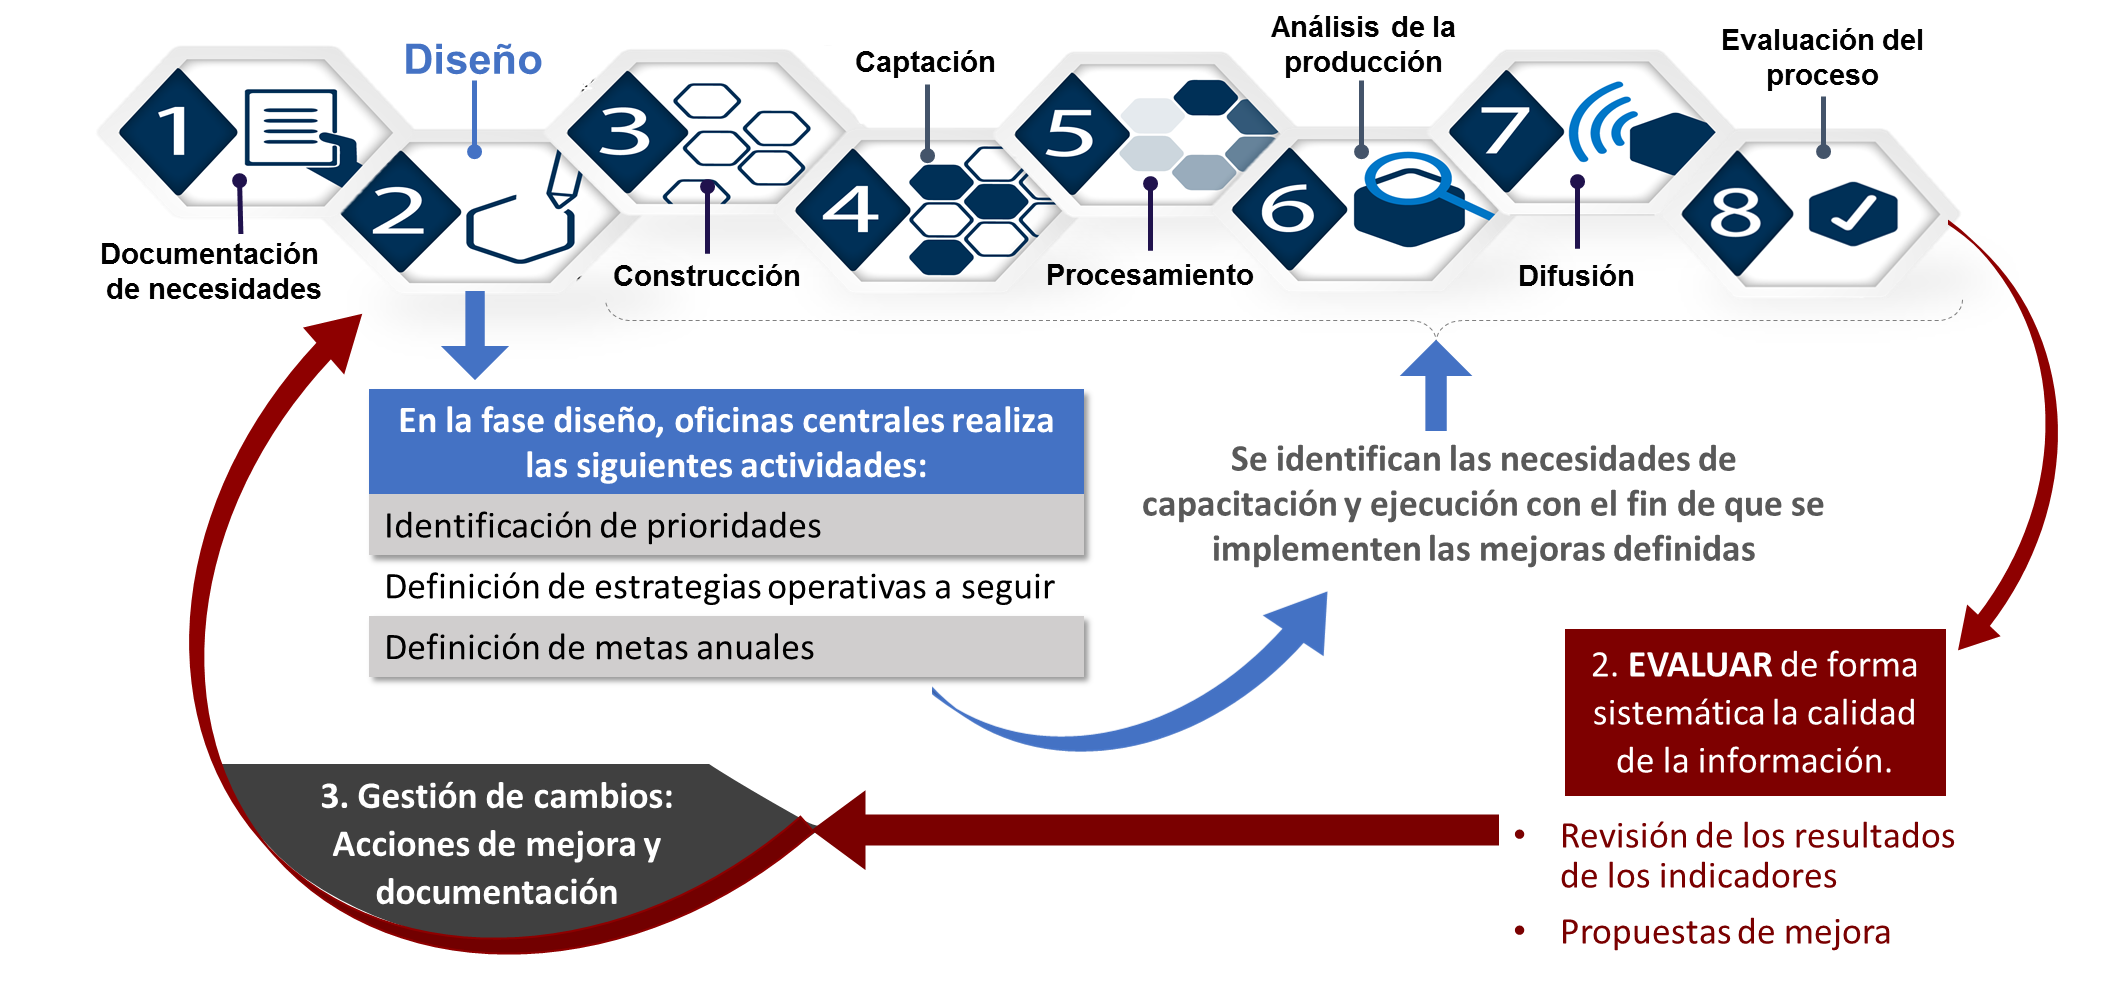 1
Documentación
de necesidades
Diseño
2
3
Construcción
Captación
4
5
Procesamiento
Análisis de la
producción
6
7
Difusión
Evaluación del
proceso
8
En la fase diseño, oficinas centrales realiza
las siguientes actividades:
Identificación de prioridades
Definición de estrategias operativas a seguir
Definición de metas anuales
Se identifican las necesidades de
capacitación y ejecución con el fin de que se
implementen las mejoras definidas
2. EVALUAR de forma
sistemática la calidad
de la información.
• Revisión de los resultados
de los indicadores
• Propuestas de mejora
3. Gestión de cambios:
Acciones de mejora y
documentación